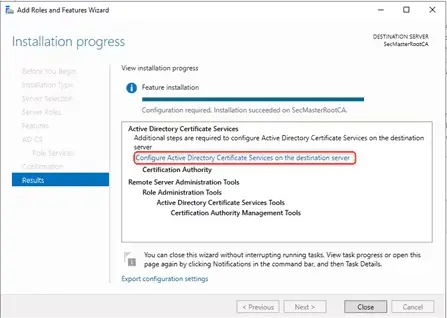 Add Roles and Features Wizard
Installation progress
DESTINATION SERVER
SecMasterRootCA
Before You Begin
Installation Type
Server Selection
Server Roles
Features
AD CS
Role Services
Confirmation
Results
View installation progress
Feature installation
Configuration required. Installation succeeded on SecMasterRootCA.
Active Directory Certificate Services
Additional steps are required to configure Active Directory Certificate Services on the destination
server
Configure Active Directory Certificate Services on the destination server
Certification Authority
Remote Server Administration Tools
Role Administration Tools
Active Directory Certificate Services Tools
Certification Authority Management Tools
You can close this wizard without interrupting running tasks. View task progress or open this
page again by clicking Notifications in the command bar, and then Task Details.
Export configuration settings
< Previous
Next >
Close
Cancel